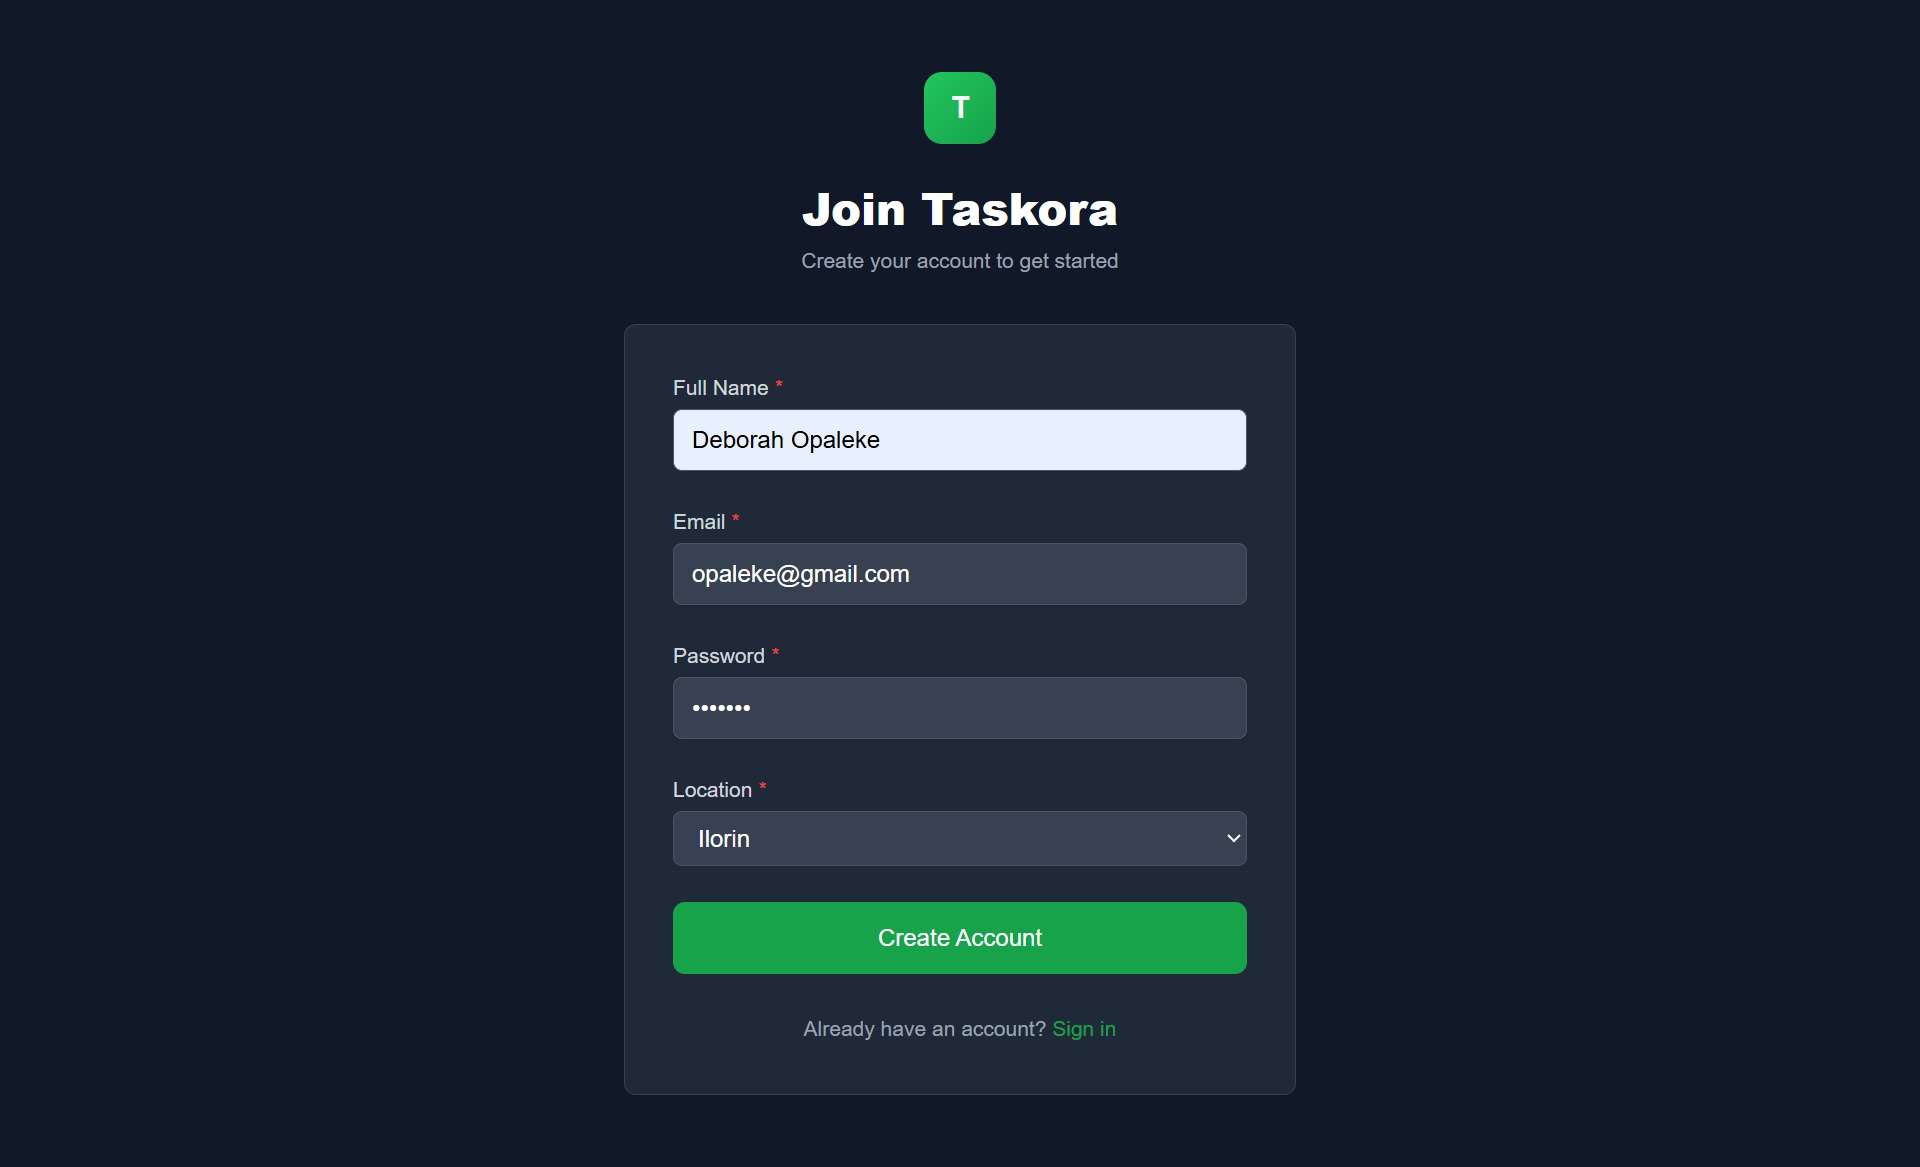 T
Join Taskora
Create your account to get started
Full Name *
Deborah Opaleke
Email *
opaleke@gmail.com
Password *
•••••••
Location *
Ilorin
Create Account
Already have an account? Sign in